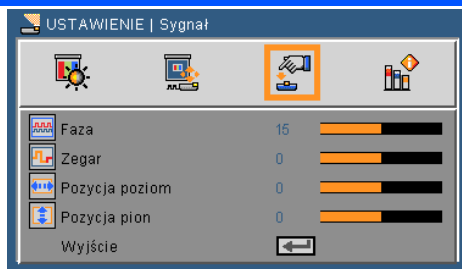 USTAWIENIE | Sygnał
Faza 15
Zegar 0
Pozycja poziom 0
Pozycja pion 0
Wyjście